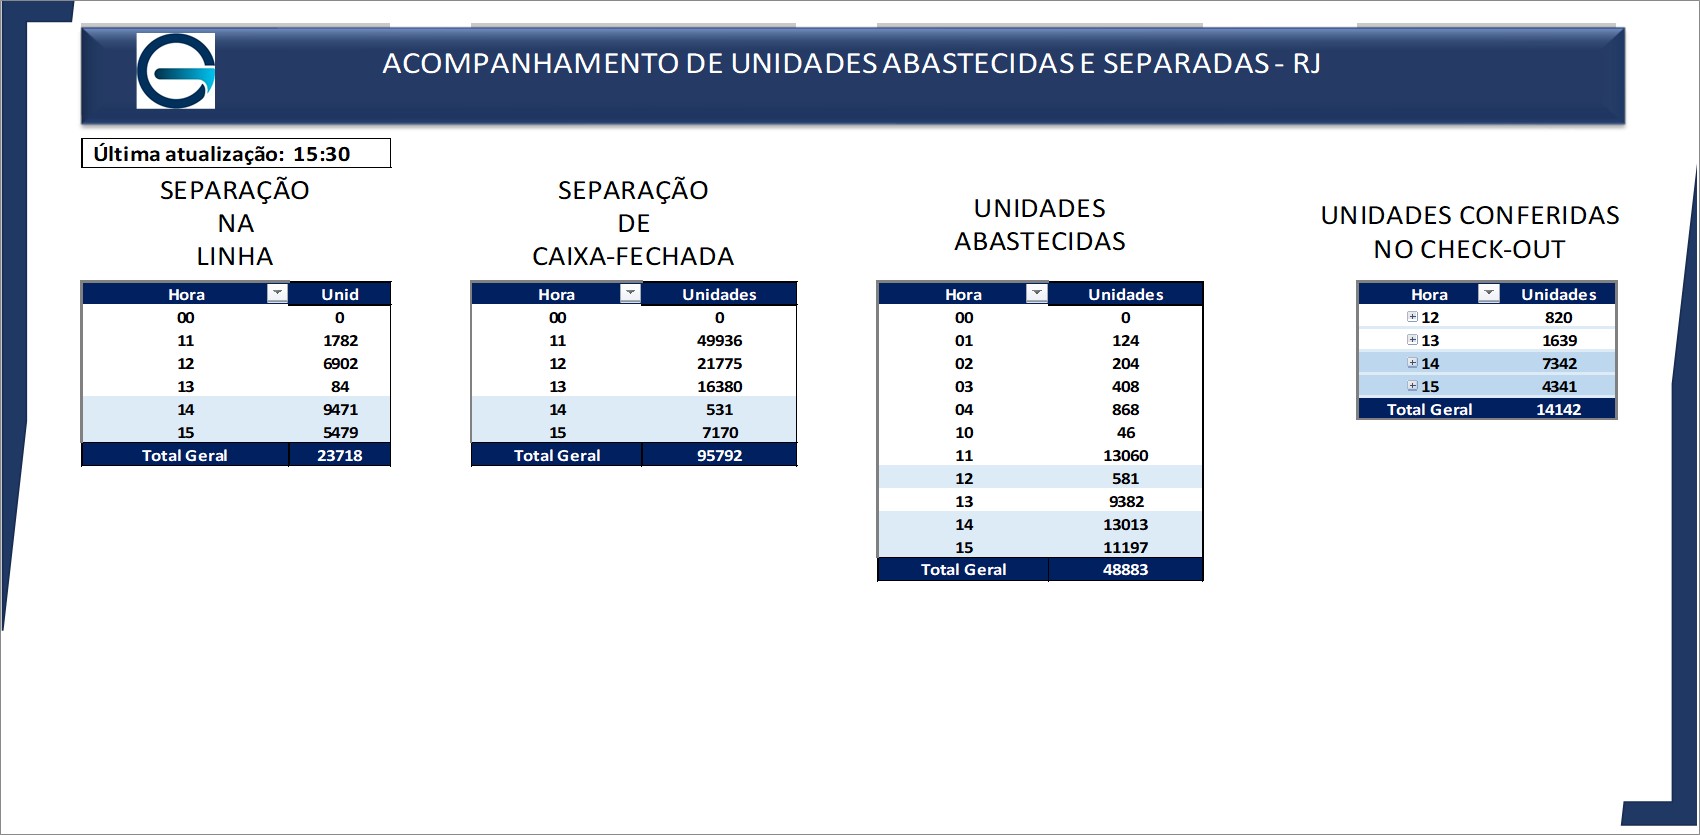 ACOMPANHAMENTO DE UNIDADES ABASTECIDAS E SEPARADAS - RJ
Última atualização: 15:30
SEPARAÇÃO
NA
LINHA
Hora Unid
00 0
11 1782
12 6902
13 84
14 9471
15 5479
Total Geral 23718
SEPARAÇÃO
DE
CAIXA-FECHADA
Hora Unidades
00 0
11 49936
12 21775
13 16380
14 531
15 7170
Total Geral 95792
UNIDADES
ABASTECIDAS
Hora Unidades
00 0
01 124
02 204
03 408
04 868
10 46
11 13060
12 581
13 9382
14 13013
15 11197
Total Geral 48883
UNIDADES CONFERIDAS
NO CHECK-OUT
Hora Unidades
12 820
13 1639
14 7342
15 4341
Total Geral 14142